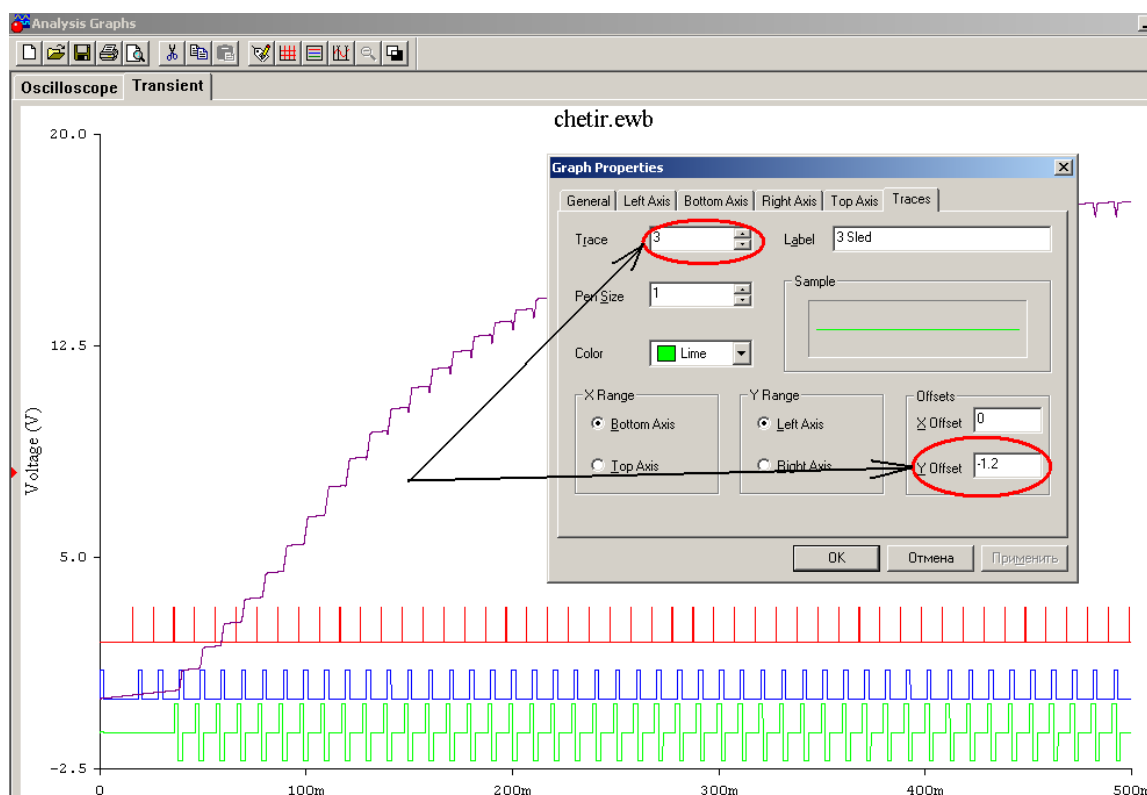 Analysis Graphs
Oscilloscope Transient
chetir.ewb
20.0
12.5
5.0
-2.5
Voltage (V)
0 100m 200m 300m 400m 500m
Graph Properties
General Left Axis Bottom Axis Right Axis Top Axis Traces
Trace 3 Label 3 Sled
Pen Size 1 Sample
Color Lime
X Range Y Range Offsets
Bottom Axis Left Axis X Offset 0
Top Axis Right Axis Y Offset -1.2
OK Отмена Применить